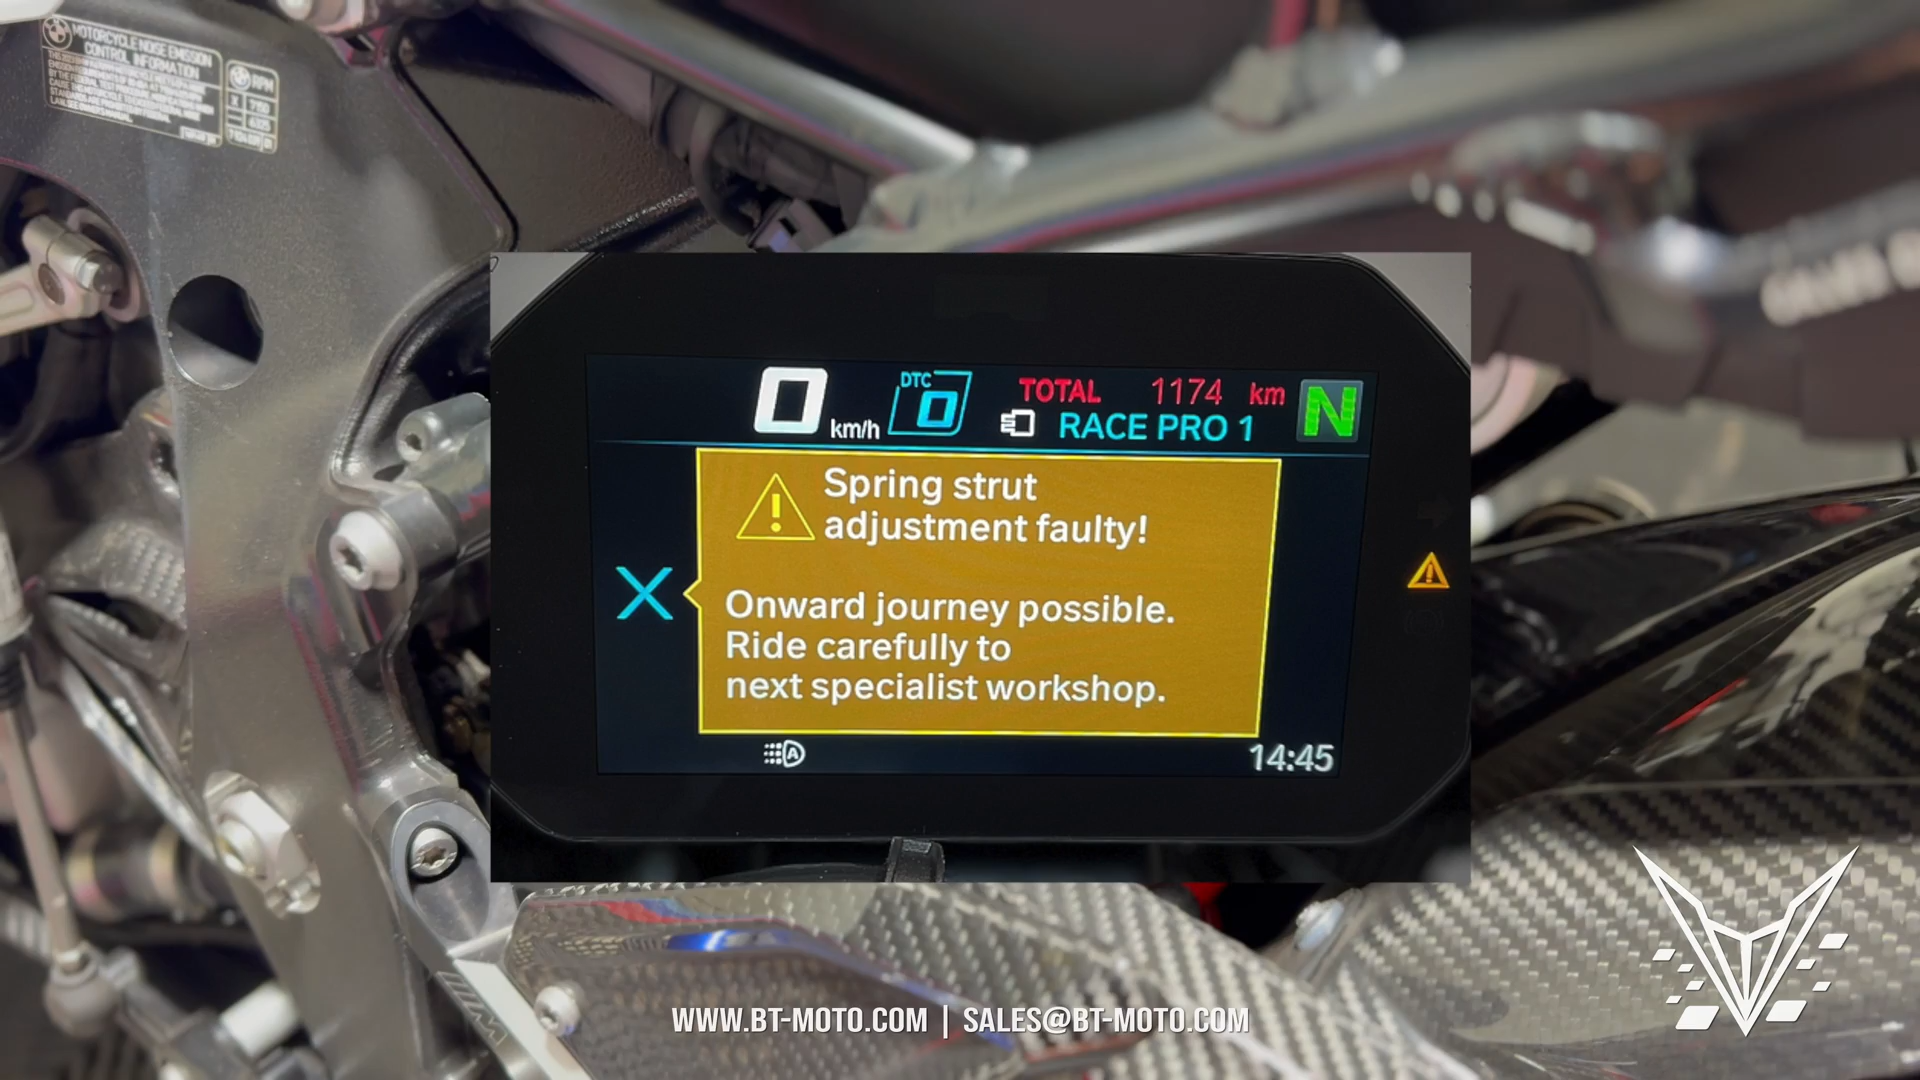 MOTORCYCLE NOISE EMISSION
CONTROL INFORMATION
RPM
0 km/h
DTC
0
TOTAL 1174 km
RACE PRO 1
N
Spring strut
adjustment faulty!
X
Onward journey possible.
Ride carefully to
next specialist workshop.
A
14:45
WWW.BT-MOTO.COM | SALES@BT-MOTO.COM